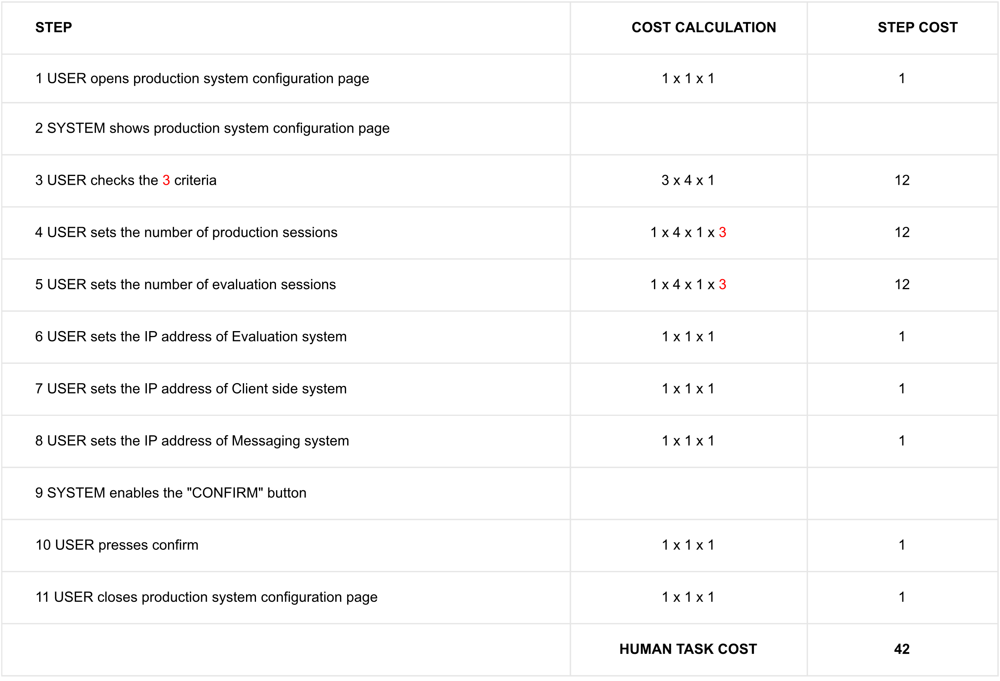 STEP COST CALCULATION STEP COST
1 USER opens production system configuration page 1 x 1 x 1 1
2 SYSTEM shows production system configuration page
3 USER checks the 3 criteria 3 x 4 x 1 12
4 USER sets the number of production sessions 1 x 4 x 1 x 3 12
5 USER sets the number of evaluation sessions 1 x 4 x 1 x 3 12
6 USER sets the IP address of Evaluation system 1 x 1 x 1 1
7 USER sets the IP address of Client side system 1 x 1 x 1 1
8 USER sets the IP address of Messaging system 1 x 1 x 1 1
9 SYSTEM enables the "CONFIRM" button
10 USER presses confirm 1 x 1 x 1 1
11 USER closes production system configuration page 1 x 1 x 1 1
HUMAN TASK COST 42